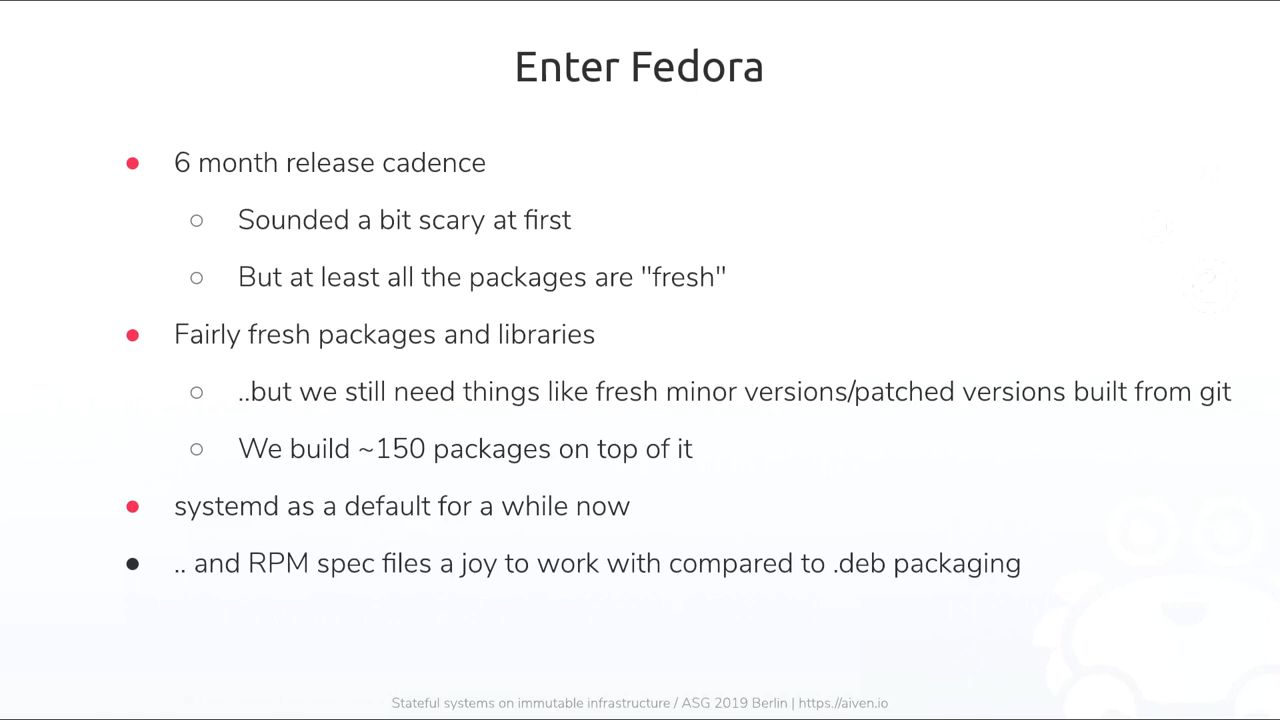 Enter Fedora
● 6 month release cadence
○ Sounded a bit scary at first
○ But at least all the packages are "fresh"
● Fairly fresh packages and libraries
○ ..but we still need things like fresh minor versions/patched versions built from git
○ We build ~150 packages on top of it
● systemd as a default for a while now
● .. and RPM spec files a joy to work with compared to .deb packaging
Stateful systems on immutable infrastructure / ASG 2019 Berlin | https://aiven.io